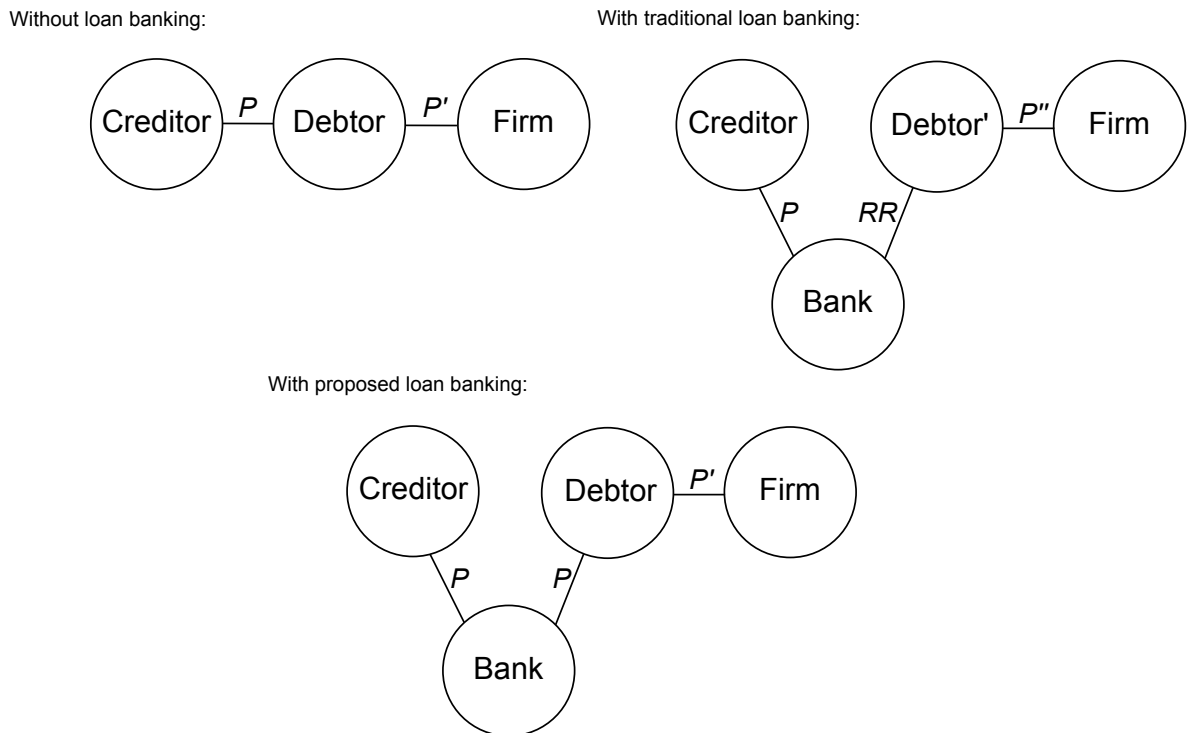 Without loan banking:
Creditor P Debtor P' Firm
With traditional loan banking:
Creditor Debtor' P'' Firm
P RR
Bank
With proposed loan banking:
Creditor Debtor P' Firm
P P
Bank